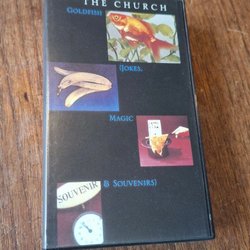 THE CHURCH
GOLDFISH
(JOKES,
MAGIC
& SOUVENIRS)
SOUVENIR